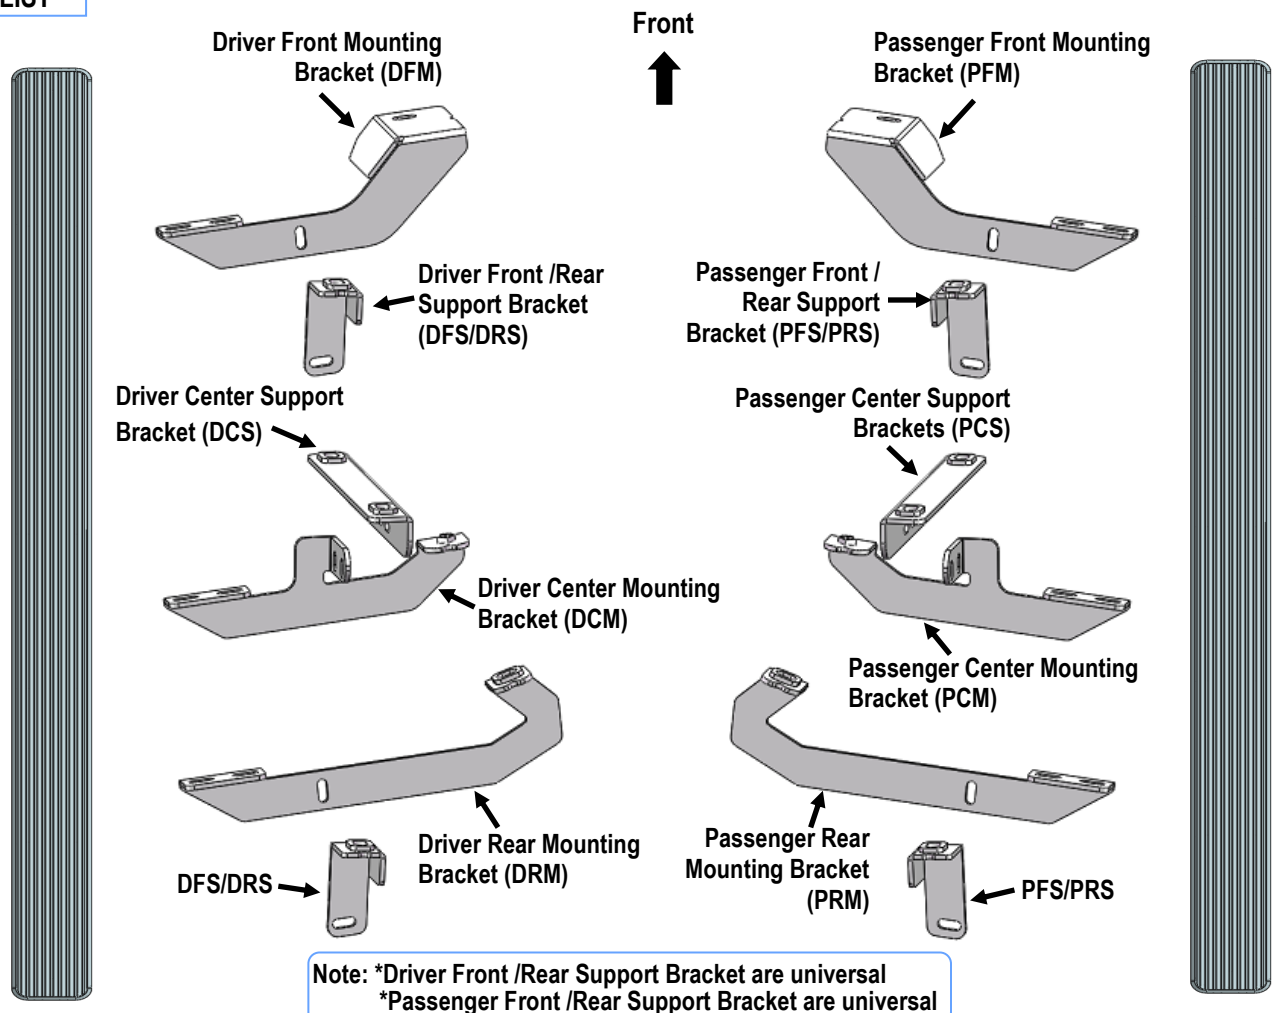 LIST
Front
Driver Front Mounting
Bracket (DFM)
Passenger Front Mounting
Bracket (PFM)
Driver Front /Rear
Support Bracket
(DFS/DRS)
Passenger Front /
Rear Support
Bracket (PFS/PRS)
Driver Center Support
Bracket (DCS)
Passenger Center Support
Brackets (PCS)
Driver Center Mounting
Bracket (DCM)
Passenger Center Mounting
Bracket (PCM)
Driver Rear Mounting
Bracket (DRM)
Passenger Rear
Mounting Bracket
(PRM)
DFS/DRS
PFS/PRS
Note: *Driver Front /Rear Support Bracket are universal
*Passenger Front /Rear Support Bracket are universal